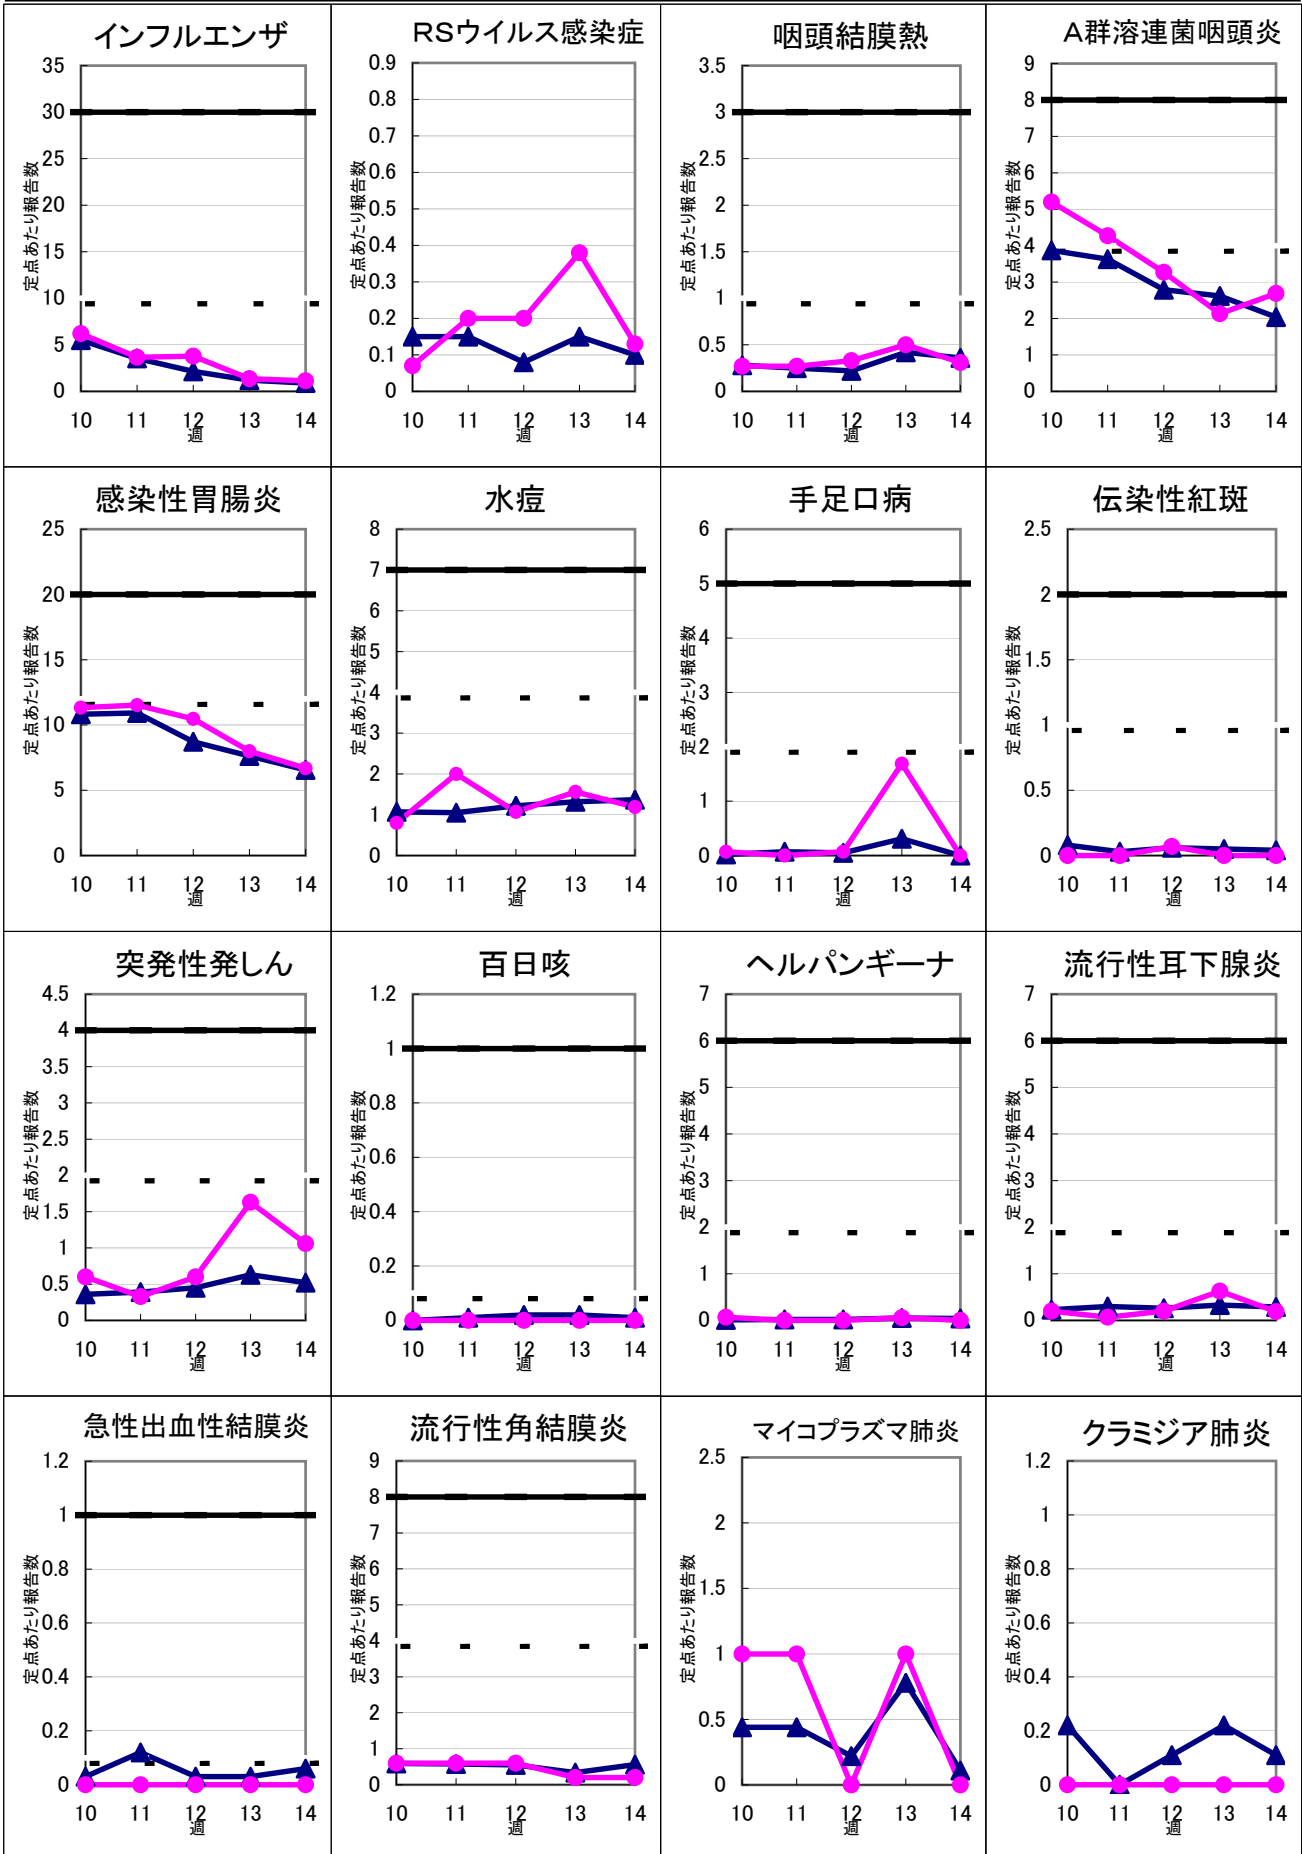 インフルエンザ
35
30
25
20
15
10
5
0
定点あたり報告数
10 11 12 13 14
週
RSウイルス感染症
0.9
0.8
0.7
0.6
0.5
0.4
0.3
0.2
0.1
0
定点あたり報告数
10 11 12 13 14
週
咽頭結膜熱
3.5
3
2.5
2
1.5
1
0.5
0
定点あたり報告数
10 11 12 13 14
週
A群溶連菌咽頭炎
9
8
7
6
5
4
3
2
1
0
定点あたり報告数
10 11 12 13 14
週
感染性胃腸炎
25
20
15
10
5
0
定点あたり報告数
10 11 12 13 14
週
水痘
8
7
6
5
4
3
2
1
0
定点あたり報告数
10 11 12 13 14
週
手足口病
6
5
4
3
2
1
0
定点あたり報告数
10 11 12 13 14
週
伝染性紅斑
2.5
2
1.5
1
0.5
0
定点あたり報告数
10 11 12 13 14
週
突発性発しん
4.5
4
3.5
3
2.5
2
1.5
1
0.5
0
定点あたり報告数
10 11 12 13 14
週
百日咳
1.2
1
0.8
0.6
0.4
0.2
0
定点あたり報告数
10 11 12 13 14
週
ヘルパンギーナ
7
6
5
4
3
2
1
0
定点あたり報告数
10 11 12 13 14
週
流行性耳下腺炎
7
6
5
4
3
2
1
0
定点あたり報告数
10 11 12 13 14
週
急性出血性結膜炎
1.2
1
0.8
0.6
0.4
0.2
0
定点あたり報告数
10 11 12 13 14
週
流行性角結膜炎
9
8
7
6
5
4
3
2
1
0
定点あたり報告数
10 11 12 13 14
週
マイコプラズマ肺炎
2.5
2
1.5
1
0.5
0
定点あたり報告数
10 11 12 13 14
週
クラミジア肺炎
1.2
1
0.8
0.6
0.4
0.2
0
定点あたり報告数
10 11 12 13 14
週